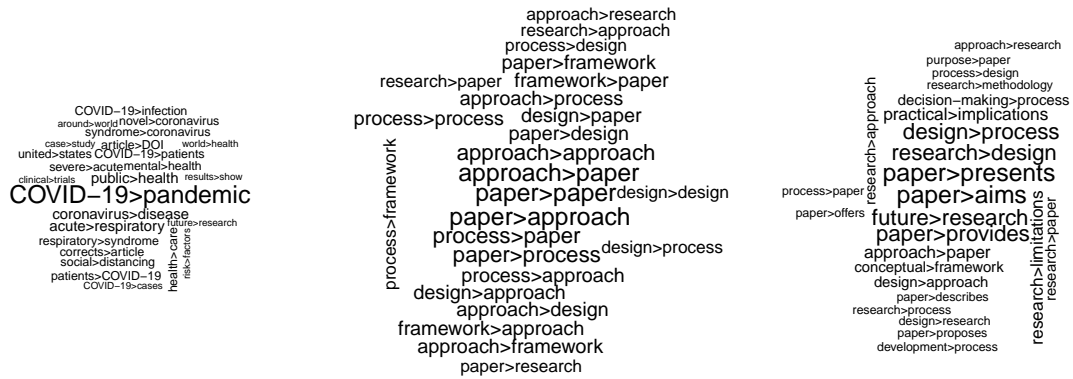 COVID−19>infection
around>world
novel>coronavirus
syndrome>coronavirus
case>study
article>DOI
world>health
united>states
COVID−19>patients
severe>acute
mental>health
clinical>trials
public>health
results>show
COVID−19>pandemic
coronavirus>disease
acute>respiratory
future>research
respiratory>syndrome
corrects>article
social>distancing
patients>COVID−19
COVID−19>cases
health>care
risk>factors
approach>research
research>approach
process>design
paper>framework
research>paper
framework>paper
approach>process
process>process
design>paper
paper>design
approach>approach
approach>paper
paper>paper
design>design
paper>approach
process>paper
paper>process
design>process
process>approach
design>approach
approach>design
framework>approach
approach>framework
paper>research
process>framework
approach>research
purpose>paper
process>design
research>methodology
decision−making>process
practical>implications
design>process
research>design
paper>presents
process>paper
paper>aims
paper>offers
future>research
paper>provides
approach>paper
conceptual>framework
design>approach
paper>describes
research>process
design>research
paper>proposes
development>process
research>approach
research>limitations
research>paper